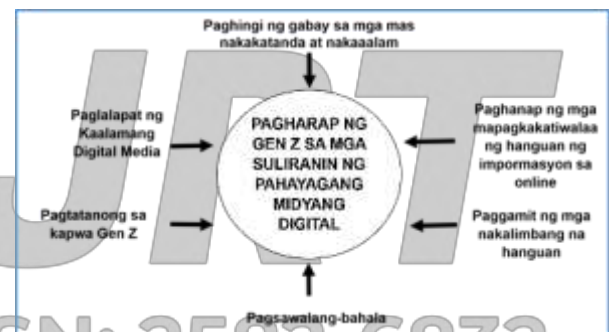 Paghingi ng gabay sa mga mas
nakakatanda at nakaaalam
Paglalapat ng
Kaalamang
Digital Media
Pagtatanong sa
kapwa Gen Z
PAGHARAP NG
GEN Z SA MGA
SULIRANIN NG
PAHAYAGANG
MIDYANG
DIGITAL
Paghanap ng mga
mapagkakatiwalaa
ng hanguan ng
impormasyon sa
online
Paggamit ng mga
nakalimbang na
hanguan
Pagsawalang-bahala